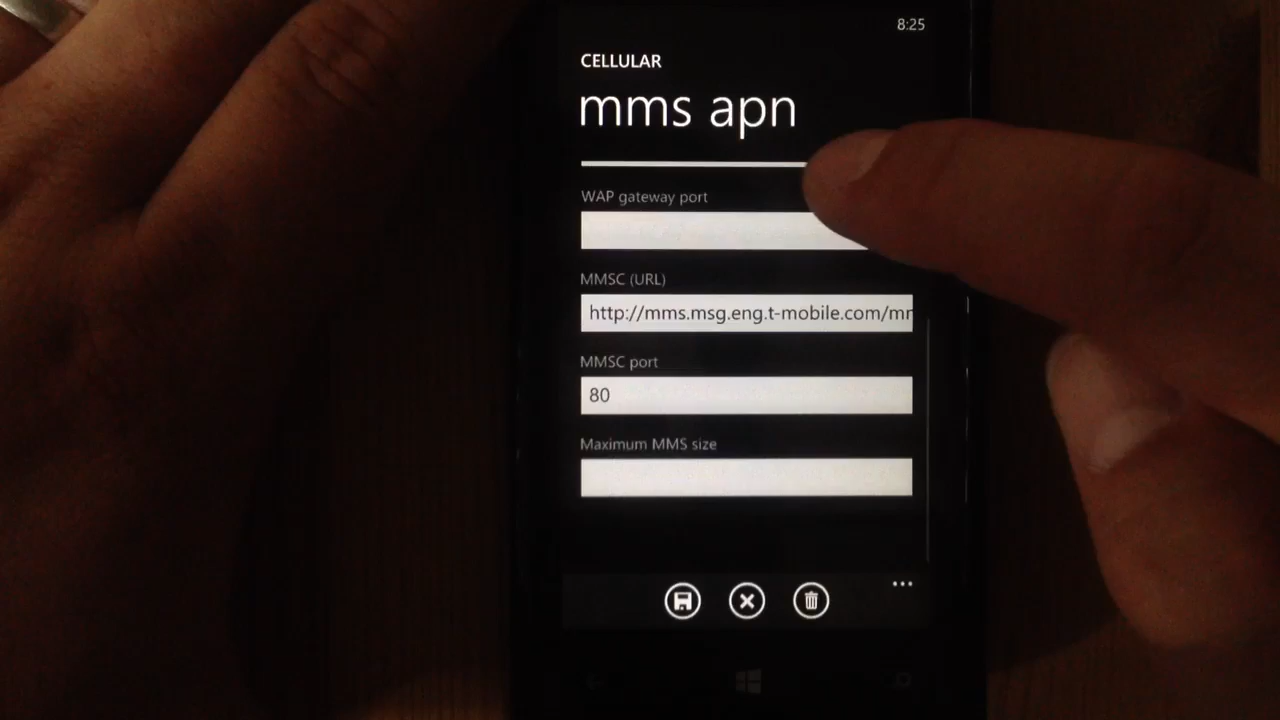 8:25
CELLULAR
mms apn
WAP gateway port
MMSC (URL)
http://mms.msg.eng.t-mobile.com/mr
MMSC port
80
Maximum MMS size